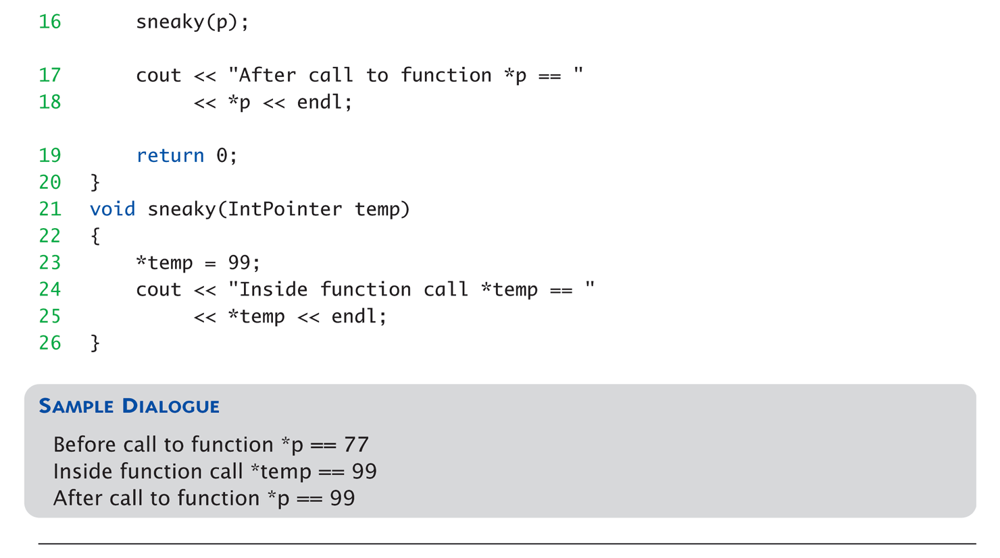 16 sneaky(p);
17 cout << "After call to function *p == "
18 << *p << endl;
19 return 0;
20 }
21 void sneaky(IntPointer temp)
22 {
23 *temp = 99;
24 cout << "Inside function call *temp == "
25 << *temp << endl;
26 }
SAMPLE DIALOGUE
Before call to function *p == 77
Inside function call *temp == 99
After call to function *p == 99